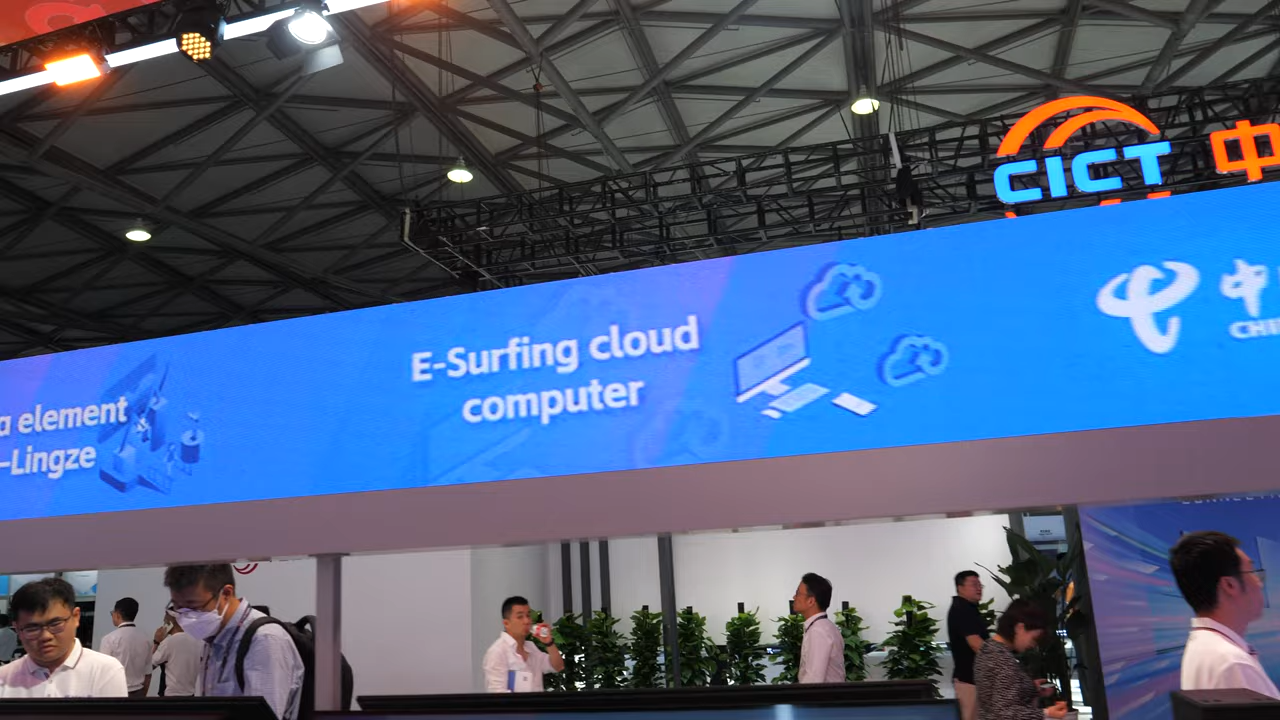 CICT 中
E-Surfing cloud
computer
a element
–Lingze
中
CHI